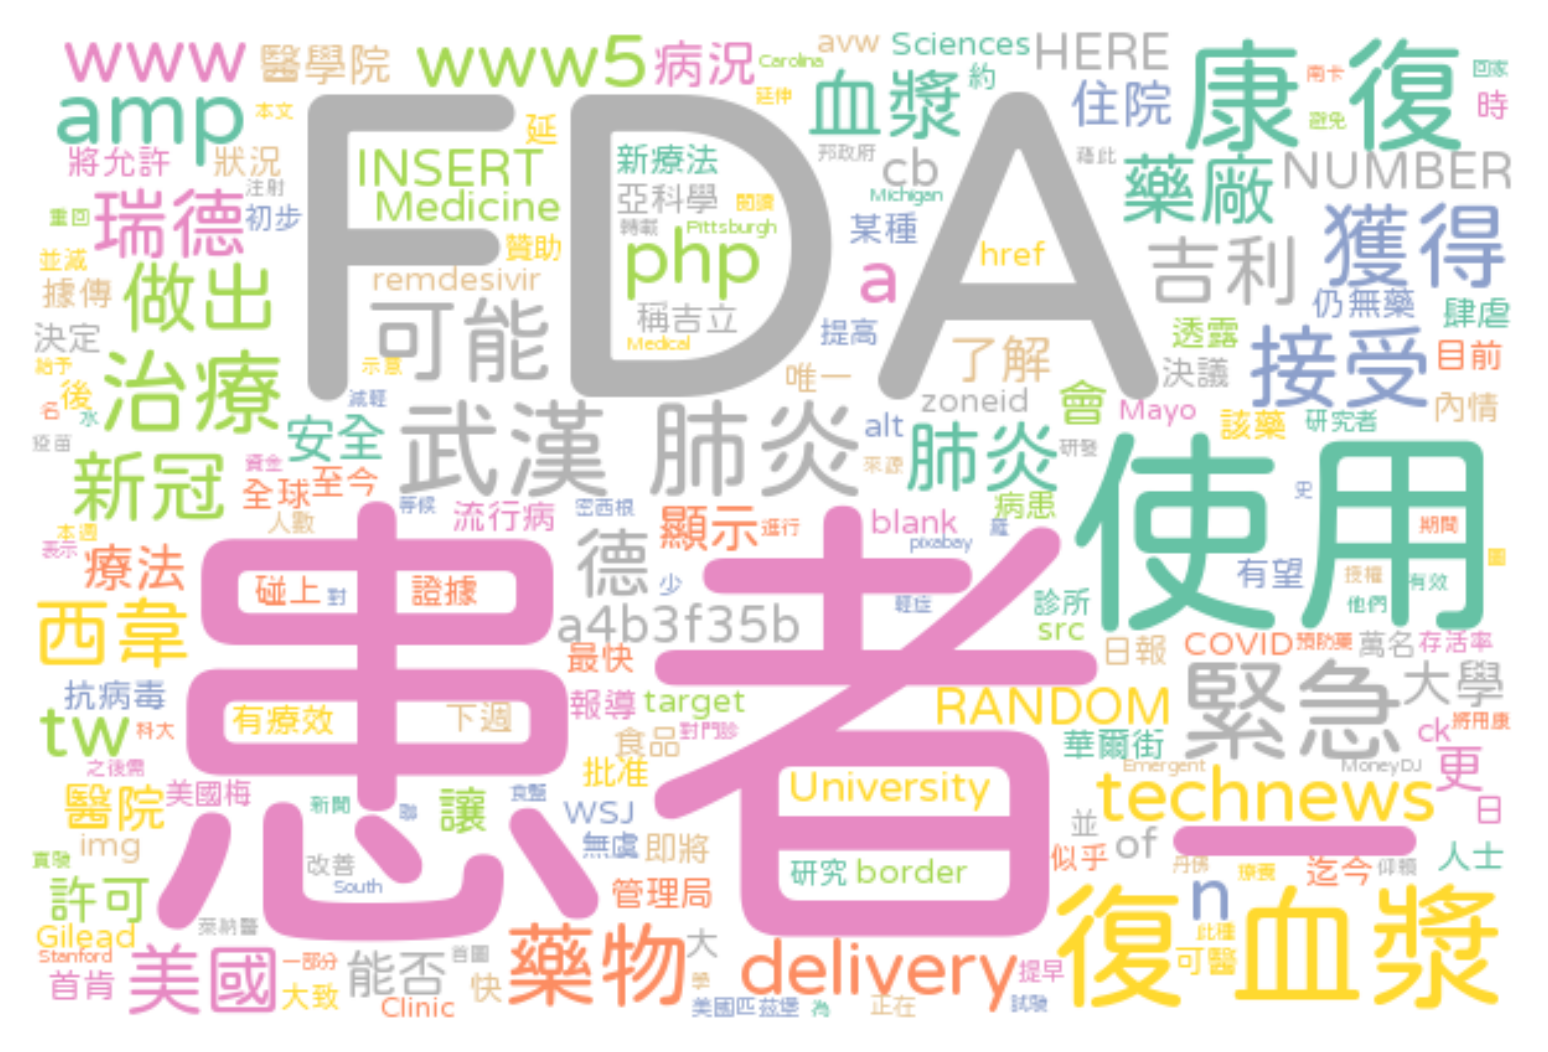 www 醫學院 www5 病況 Carolina avw Sciences HERE 康復 南卡 回家
amp 本文 延 延伸 血漿 約 住院 避免 時
將允許 狀況 FDA 新療法 邦政府 cb 藉此 藥廠 NUMBER
INSERT
Medicine 亞科學 閱讀 Michigan
瑞德 注射 初步 重回 轉載 Pittsburgh 某種 獲得
並減 贊助 php a href 吉利
據傳 做出 remdesivir 稱吉立 提高 仍無藥 肆虐
決定 可能 Medical 了解 透露 目前
給予 後 治療 示意 唯一 決議 接受
名 水 減輕 zoneid 會 Mayo 該藥 研究者 內情
疫苗 安全 武漢 肺炎 alt 肺炎 研發
新冠 資金 全球 至今 來源 病患 使用 史
人數 等候 流行病 密西根 顯示 進行 blank 羅 期間
本週 表示 療法 患者 德 pixabay 有望 授權 有效 圖
碰上 對 證據 少 輕症 診所 他們
西韋 a4b3f35b src 日報 COVID 預防藥 萬名 存活率
抗病毒 最快 緊急 大學
tw 科大 有療效 下週 報導 target 對門診 RANDOM ck 將用康
之後需 食品 華爾街 Emergent MoneyDJ 更
醫院 美國梅 新聞 聯 讓 食監 批准 University technews 日
img WSJ 並 一
實驗 改善 無虞 即將 似乎 of 丹佛 療養 迄今 仰賴 人士
許可 South 管理局 研究 border n
Gilead 萊納醫 復血漿 此種
Stanford 美國 一部分 能否 首圖 藥物 大 delivery 提早 可醫
首肯 大致 Clinic 快 學 美國匹茲堡 為 正在 試驗